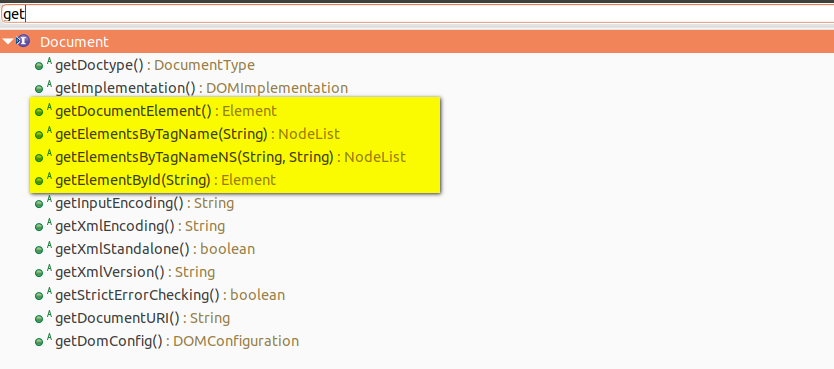 get
Document
getDoctype() : DocumentType
getImplementation() : DOMImplementation
getDocumentElement() : Element
getElementsByTagName(String) : NodeList
getElementsByTagNameNS(String, String) : NodeList
getElementById(String) : Element
getInputEncoding() : String
getXmlEncoding() : String
getXmlStandalone() : boolean
getXmlVersion() : String
getStrictErrorChecking() : boolean
getDocumentURI() : String
getDomConfig() : DOMConfiguration